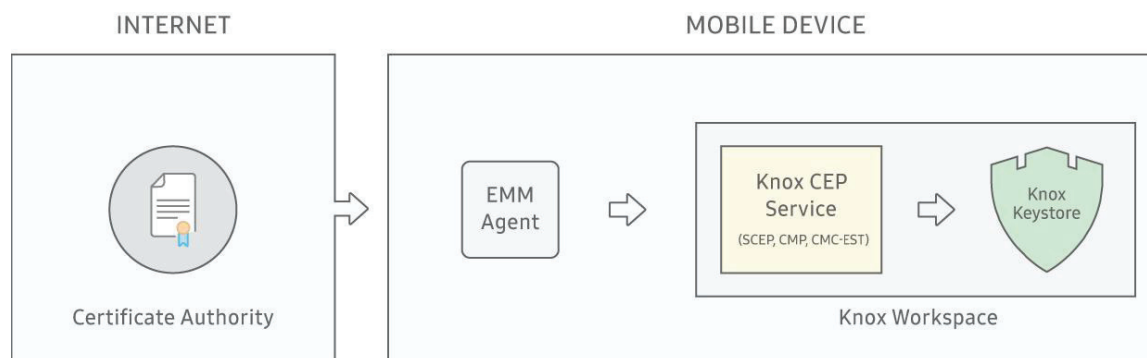 INTERNET
MOBILE DEVICE
EMM
Agent
Knox CEP
Service
(SCEP, CMP, CMC-EST)
Knox
Keystore
Certificate Authority
Knox Workspace